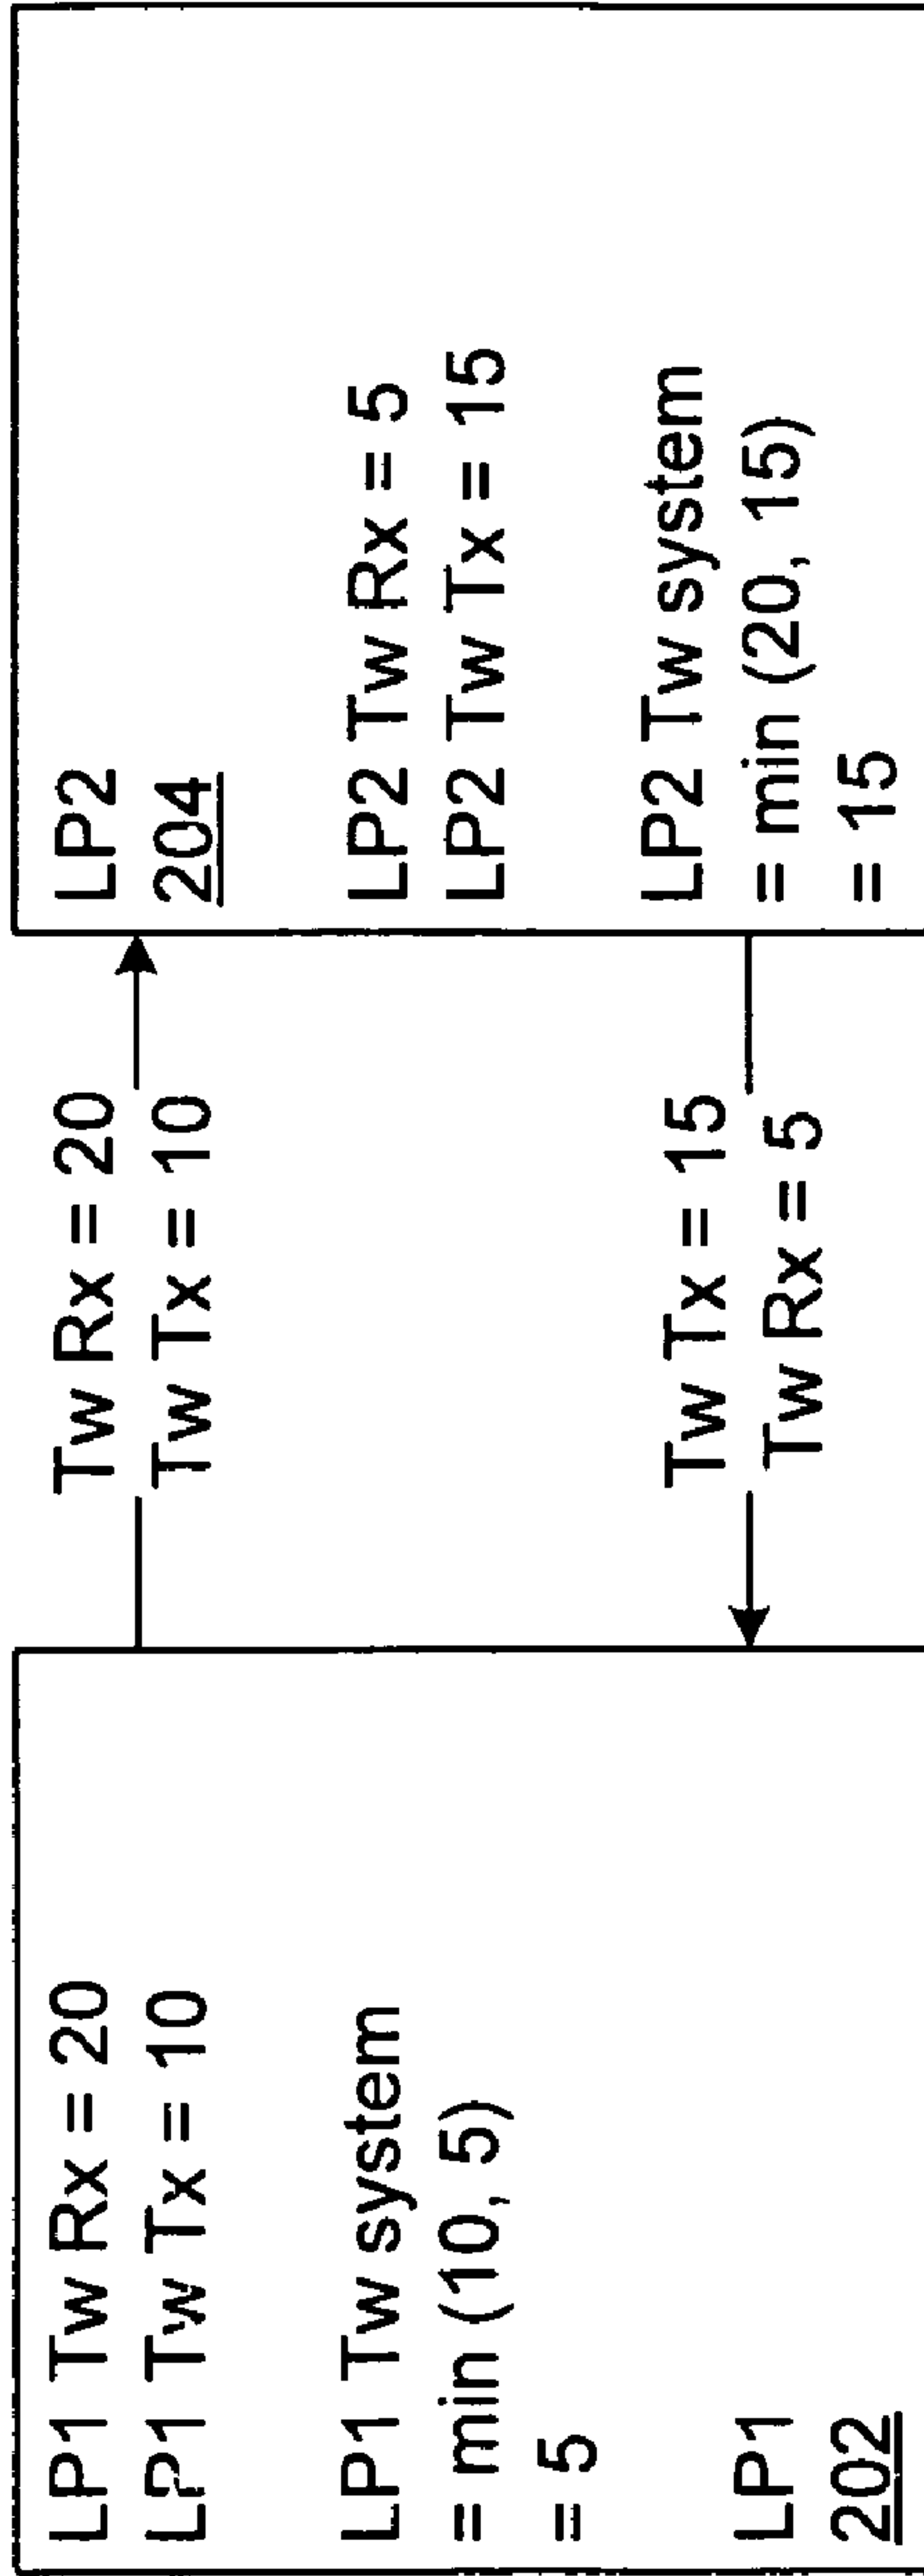 LP1 Tw Rx = 20
LP1 Tw Tx = 10
LP1 Tw system
= min (10, 5)
= 5
LP1
202
Tw Rx = 20
Tw Tx = 10
Tw Tx = 15
Tw Rx = 5
LP2
204
LP2 Tw Rx = 5
LP2 Tw Tx = 15
LP2 Tw system
= min (20, 15)
= 15